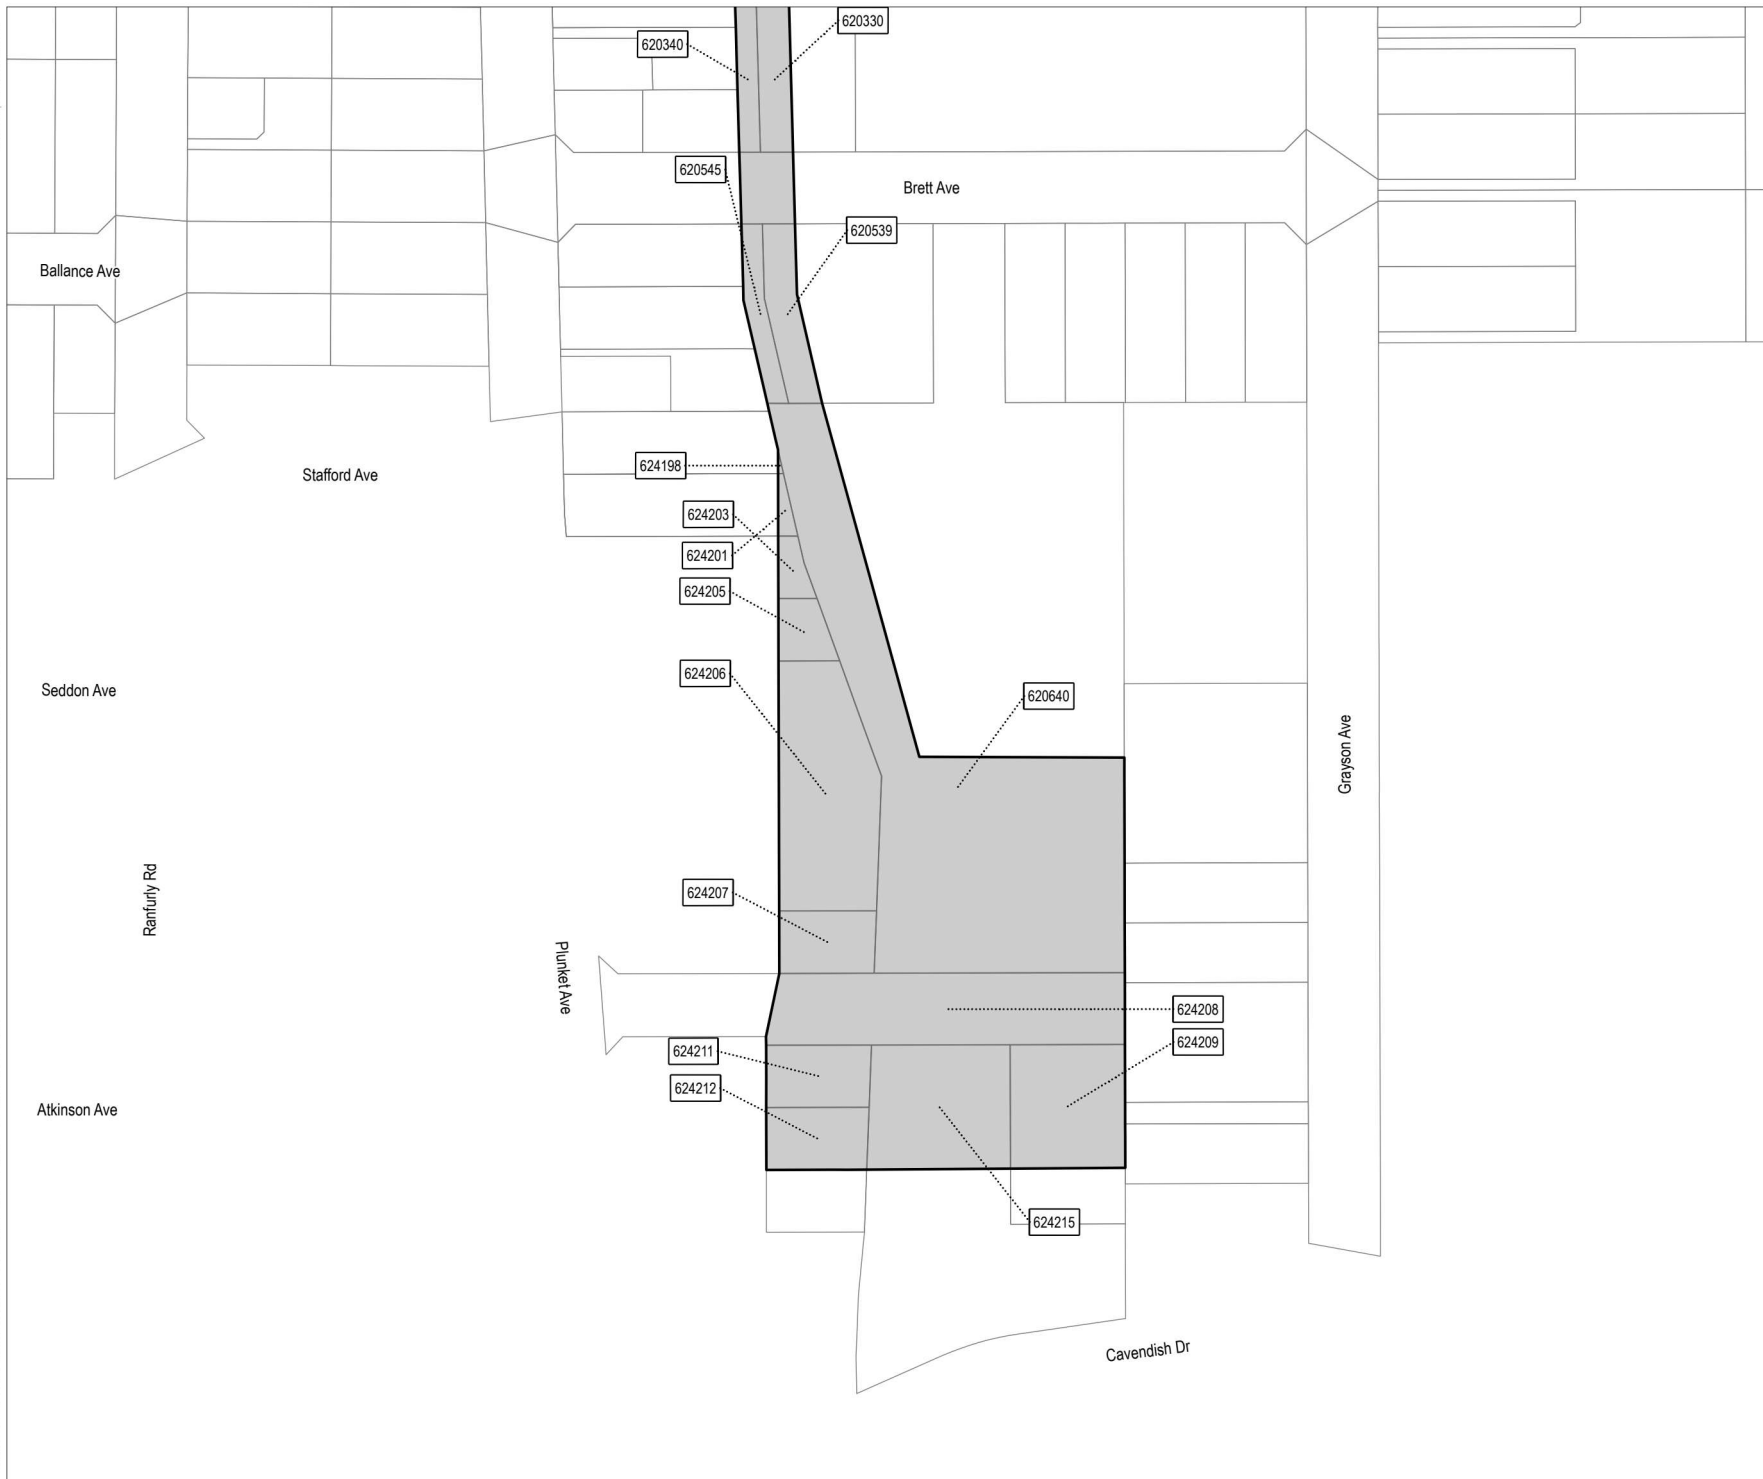 620330
620340
620545
Brett Ave
620539
Ballance Ave
624198
Stafford Ave
624203
624201
624205
624206
Seddon Ave
620640
Grayson Ave
Ranfurly Rd
624207
Plunket Ave
624208
624209
624211
624212
Atkinson Ave
624215
Cavendish Dr